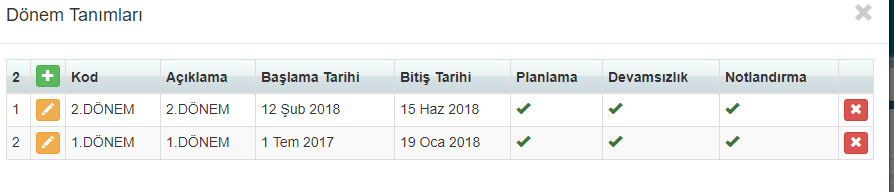 Dönem Tanımları
2 Kod Açıklama Başlama Tarihi Bitiş Tarihi Planlama Devamsızlık Notlandırma
1 2.DÖNEM 2.DÖNEM 12 Şub 2018 15 Haz 2018
2 1.DÖNEM 1.DÖNEM 1 Tem 2017 19 Oca 2018